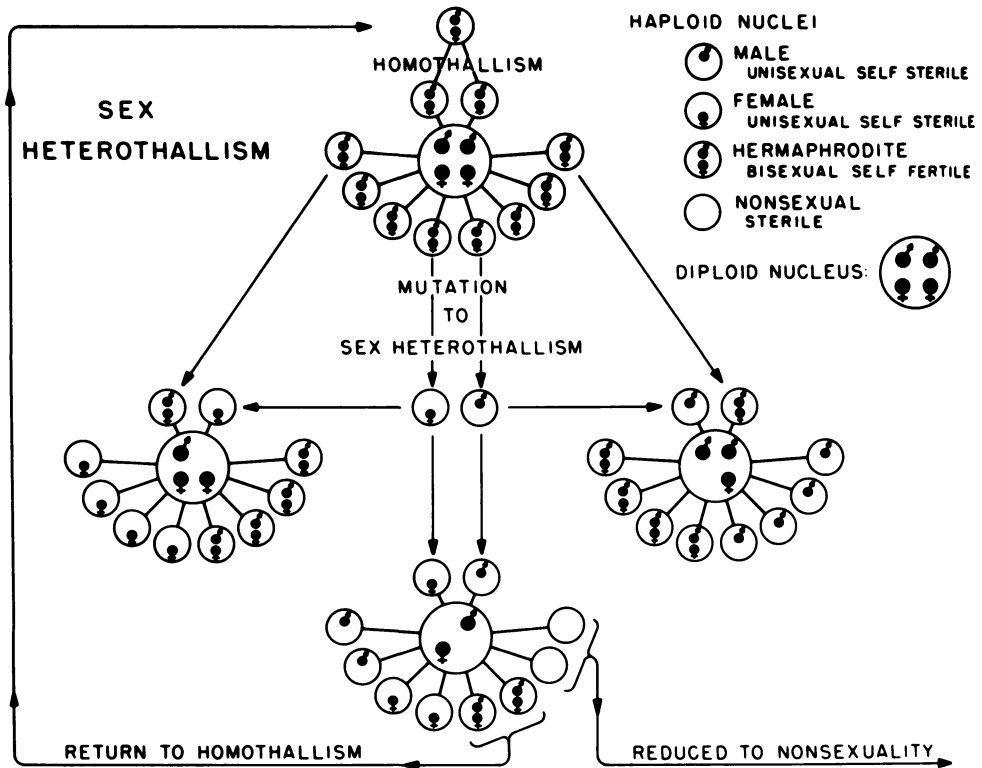 HAPLOID NUCLEI
MALE
UNISEXUAL SELF STERILE
FEMALE
UNISEXUAL SELF STERILE
HERMAPHRODITE
BISEXUAL SELF FERTILE
NONSEXUAL
STERILE
DIPLOID NUCLEUS:
HOMOTHALLISM
SEX
HETEROTHALLISM
MUTATION
TO
SEX HETEROTHALLISM
RETURN TO HOMOTHALLISM
REDUCED TO NONSEXUALITY